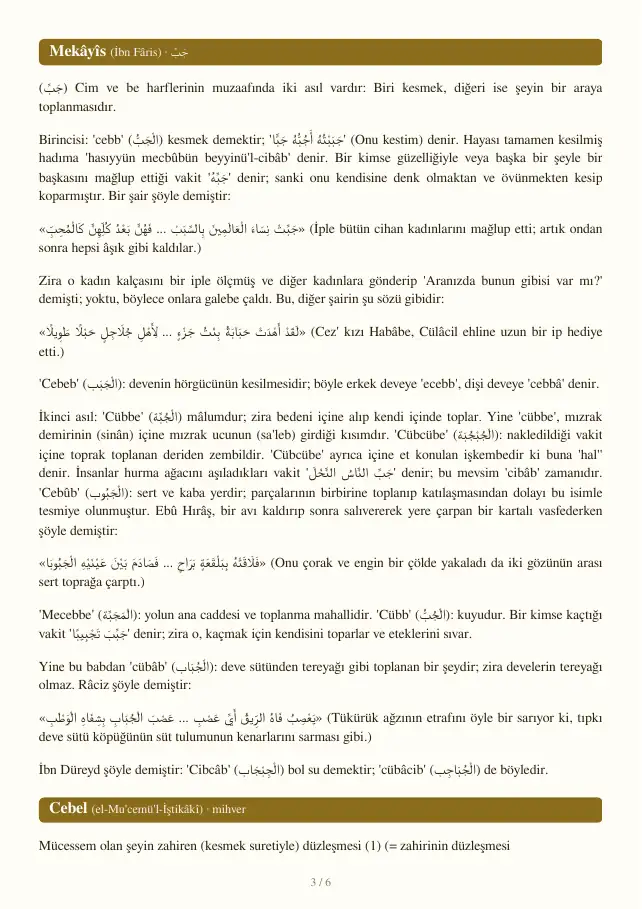 Mekâyîs (İbn Fâris) · جَبّ
(جَبّ) Cim ve be harflerinin muzaafında iki asıl vardır: Biri kesmek, diğeri ise şeyin bir araya
toplanmasıdır.
Birincisi: 'cebb' (الْجَبُّ) kesmek demektir; 'جَبَبْتُهُ أَجُبُّهُ جَبًّا' (Onu kestim) denir. Hayası tamamen kesilmiş
hadıma 'hasıyyün mecbûbün beyyinü'l-cibâb' denir. Bir kimse güzelliğiyle veya başka bir şeyle bir
başkasını mağlup ettiği vakit 'جَبَّهُ' denir; sanki onu kendisine denk olmaktan ve övünmekten kesip
koparmıştır. Bir şair şöyle demiştir:
«جَبَّتْ نِسَاءَ الْعَالَمِينَ بِالسَّبَبْ ... فَهُنَّ بَعْدُ كُلُّهِنَّ كَالْمُحِبّ» (İple bütün cihan kadınlarını mağlup etti; artık ondan
sonra hepsi âşık gibi kaldılar.)
Zira o kadın kalçasını bir iple ölçmüş ve diğer kadınlara gönderip 'Aranızda bunun gibisi var mı?'
demişti; yoktu, böylece onlara galebe çaldı. Bu, diğer şairin şu sözü gibidir:
«لَقَدْ أَهْدَتْ حَبَابَةُ بِنْتُ جَزْءٍ ... لِأَهْلِ جُلَاجِلٍ حَبْلًا طَوِيلًا» (Cez' kızı Habâbe, Cülâcil ehline uzun bir ip hediye
etti.)
'Cebeb' (الْجَبَب): devenin hörgücünün kesilmesidir; böyle erkek deveye 'ecebb', dişi deveye 'cebbâ' denir.
İkinci asıl: 'Cübbe' (الْجُبَّة) mâlumdur; zira bedeni içine alıp kendi içinde toplar. Yine 'cübbe', mızrak
demirinin (sinân) içine mızrak ucunun (sa'leb) girdiği kısımdır. 'Cübcübe' (الْجُبْجُبَة): nakledildiği vakit
içine toprak toplanan deriden zembildir. 'Cübcübe' ayrıca içine et konulan işkembedir ki buna 'hal''
denir. İnsanlar hurma ağacını aşıladıkları vakit 'جَبَّ النَّاسُ النَّخْلَ' denir; bu mevsim 'cibâb' zamanıdır.
'Cebûb' (الْجَبُوب): sert ve kaba yerdir; parçalarının birbirine toplanıp katılaşmasından dolayı bu isimle
tesmiye olunmuştur. Ebû Hırâş, bir avı kaldırıp sonra salıvererek yere çarpan bir kartalı vasfederken
şöyle demiştir:
«فَلَاقَتْهُ بِبَلْقَعَةٍ بَرَاحٍ ... فَصَادَمَ بَيْنَ عَيْنَيْهِ الْجَبُوبَا» (Onu çorak ve engin bir çölde yakaladı da iki gözünün arası
sert toprağa çarptı.)
'Mecebbe' (الْمَجَبَّة): yolun ana caddesi ve toplanma mahallidir. 'Cübb' (الْجُبُّ): kuyudur. Bir kimse kaçtığı
vakit 'جَبَّبَ تَجْبِيبًا' denir; zira o, kaçmak için kendisini toparlar ve eteklerini sıvar.
Yine bu babdan 'cübâb' (الْجُبَاب): deve sütünden tereyağı gibi toplanan bir şeydir; zira develerin tereyağı
olmaz. Râciz şöyle demiştir:
«يَعْصِبُ فَاهُ الرِّيقُ أَيَّ عَصْبِ ... عَصْبَ الْجُبَابِ بِشِفَاهِ الْوَطْبِ» (Tükürük ağzının etrafını öyle bir sarıyor ki, tıpkı
deve sütü köpüğünün süt tulumunun kenarlarını sarması gibi.)
İbn Düreyd şöyle demiştir: 'Cibcâb' (الْجِبْجَاب) bol su demektir; 'cübâcib' (الْجُبَاجِب) de böyledir.
Cebel (el-Mu'cemü'l-İştikâkî) · mihver
Mücessem olan şeyin zahiren (kesmek suretiyle) düzleşmesi (1) (= zahirinin düzleşmesi
3 / 6